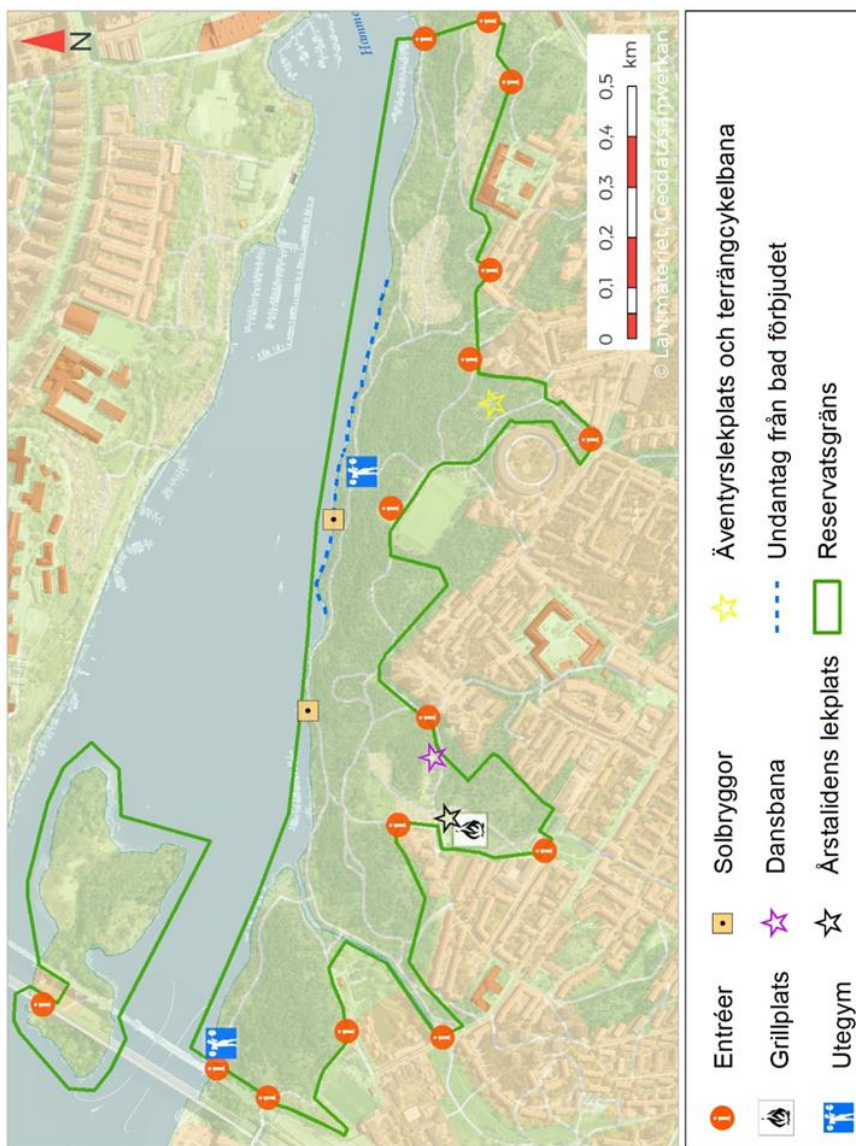 N
Hamma
0 0,1 0,2 0,3 0,4 0,5
km
© Lantmäteriet, Geodatasamverkan
Entréer
Grillplats
Utegym
Solbryggor
Dansbana
Årstalidens lekplats
Äventyrslekplats och terrängcykelbana
Undantag från bad förbjudet
Reservatsgräns